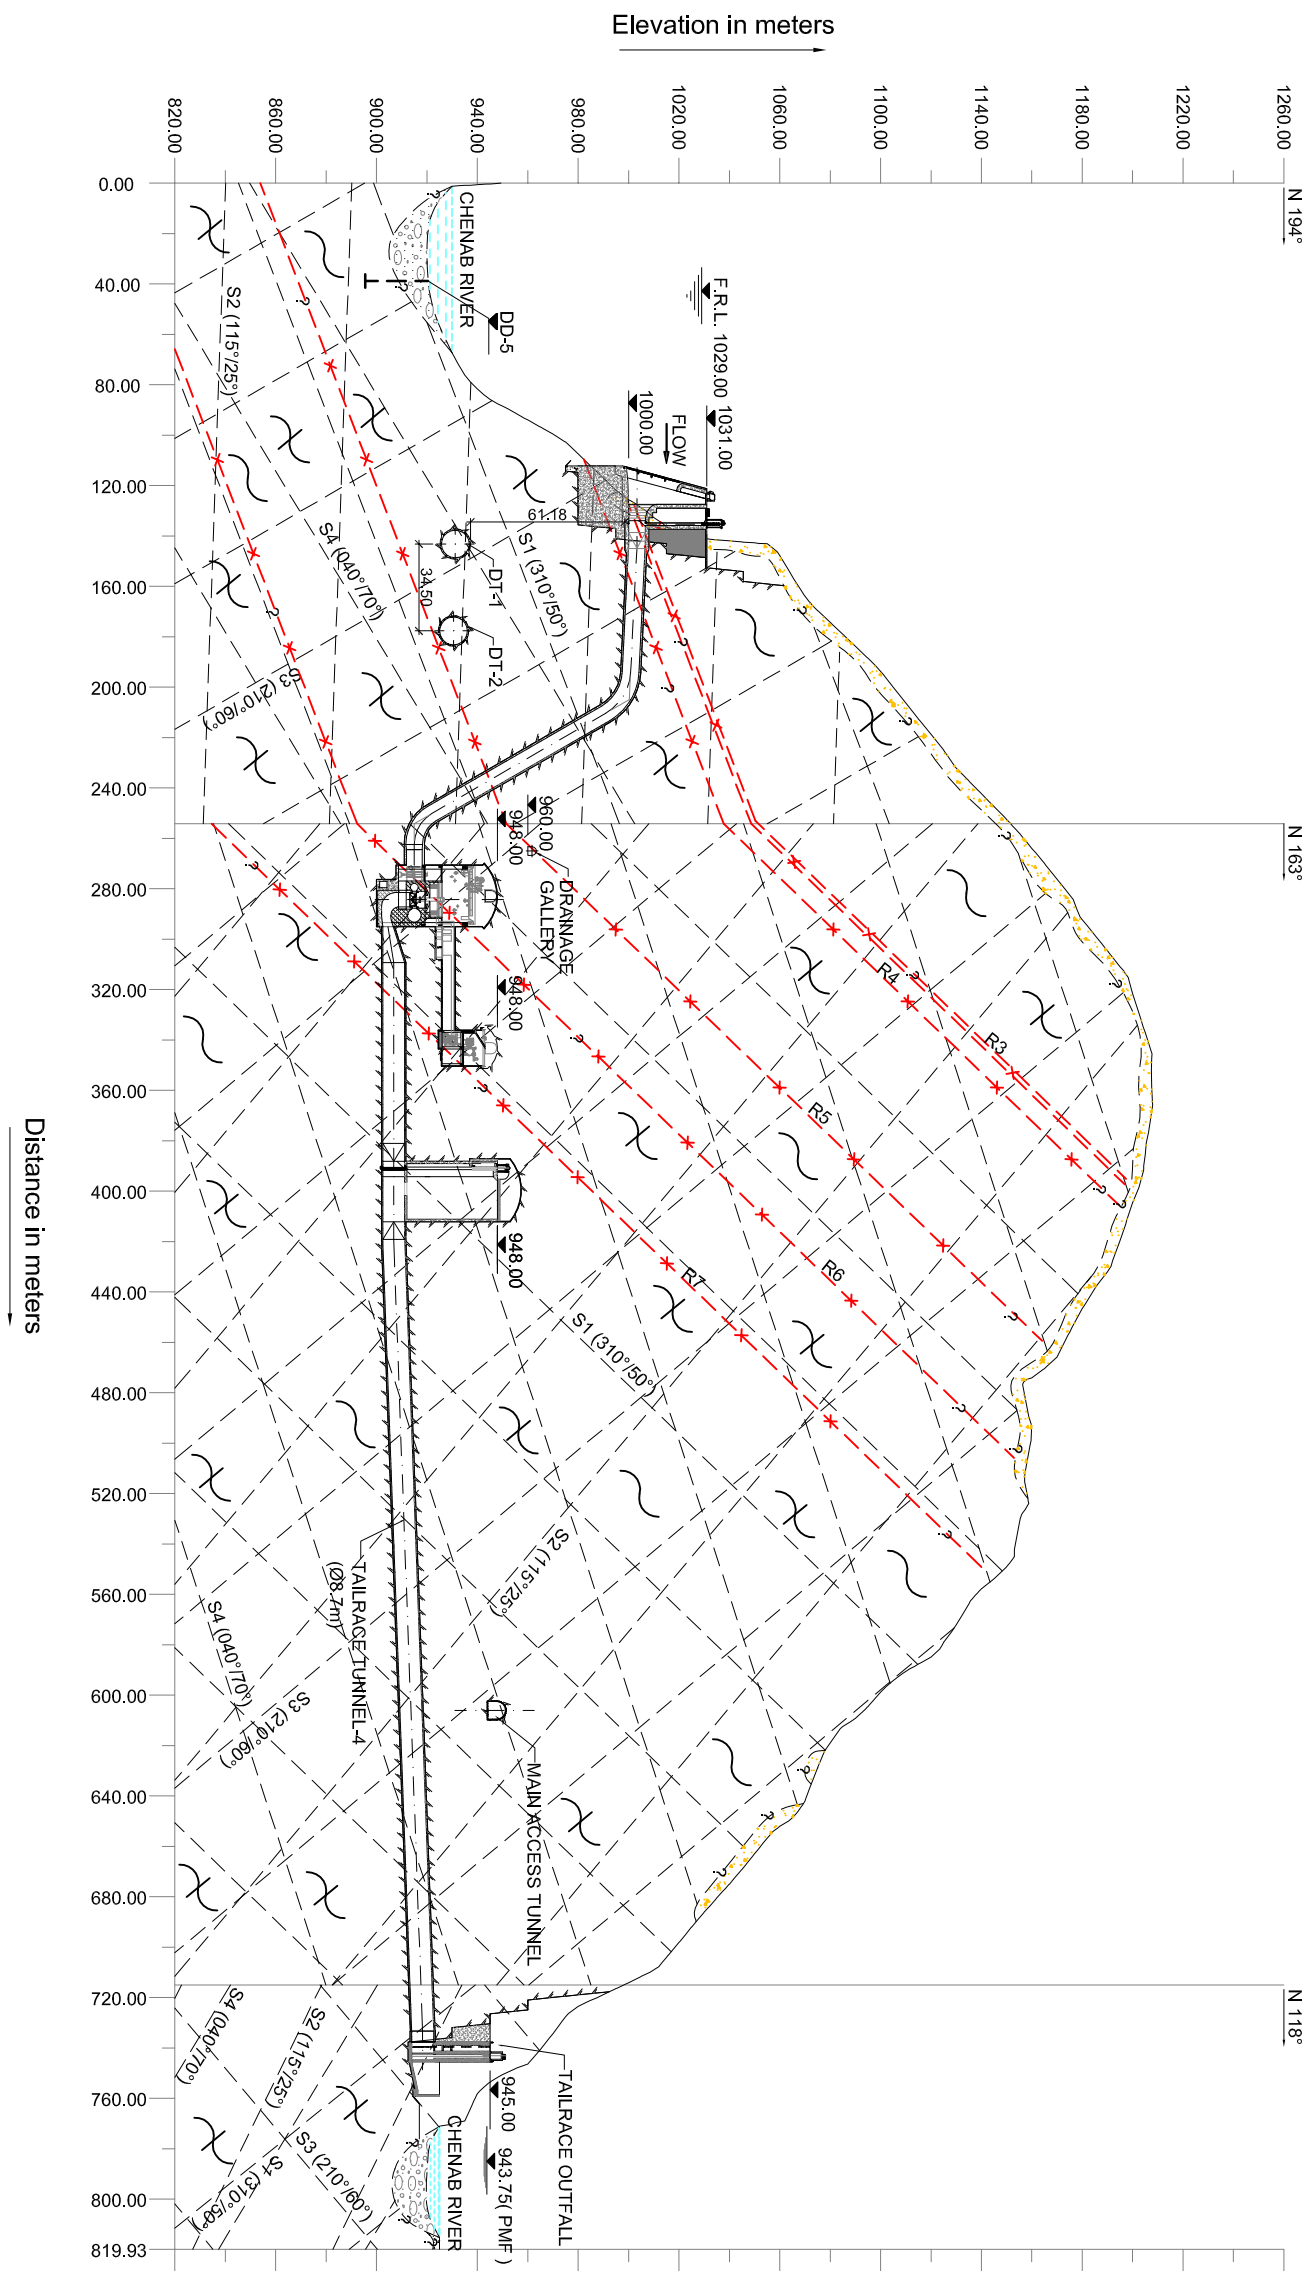 Elevation in meters
820.00
860.00
900.00
940.00
980.00
1020.00
1060.00
1100.00
1140.00
1180.00
1220.00
1260.00
N 194°
N 163°
N 118°
0.00
40.00
80.00
120.00
160.00
200.00
240.00
280.00
320.00
360.00
400.00
440.00
480.00
520.00
560.00
600.00
640.00
680.00
720.00
760.00
800.00
819.93
Distance in meters
CHENAB RIVER
DD-5
F.R.L. 1029.00
1031.00
1000.00
FLOW
S2 (115°/25°)
S4 (040°/70°)
S1 (310°/50°)
S3 (210°/60°)
61.18
34.50
DT-1
DT-2
960.00
948.00
DRAINAGE
GALLERY
948.00
948.00
R3
R4
R5
R6
R7
S1 (310°/50°)
S2 (115°/25°
TAILRACE TUNNEL-4
(Ø8.7m)
S4 (040°/70°)
S3 (210°/60°)
MAIN ACCESS TUNNEL
TAILRACE OUTFALL
945.00
943.75( PMF )
CHENAB RIVER
S4 (040°/70°)
S2 (115°/25°)
S3 (210°/60°)
S1 (310°/50°)